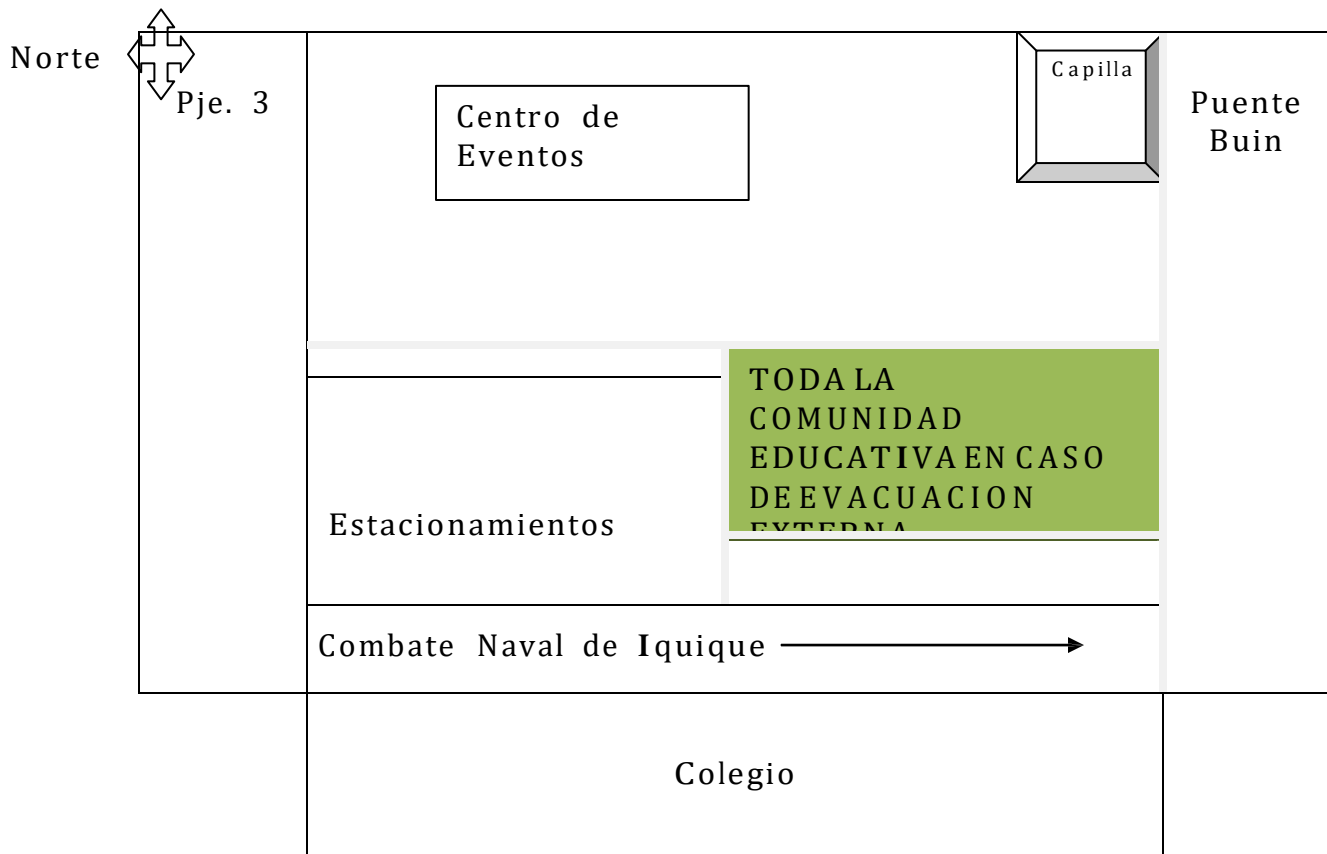 Norte
Pje. 3
Centro de
Eventos
Capilla
Puente
Buin
TODA LA
COMUNIDAD
EDUCATIVA EN CASO
DE EVACUACION
EXTERNA
Estacionamientos
Combate Naval de Iquique
Colegio